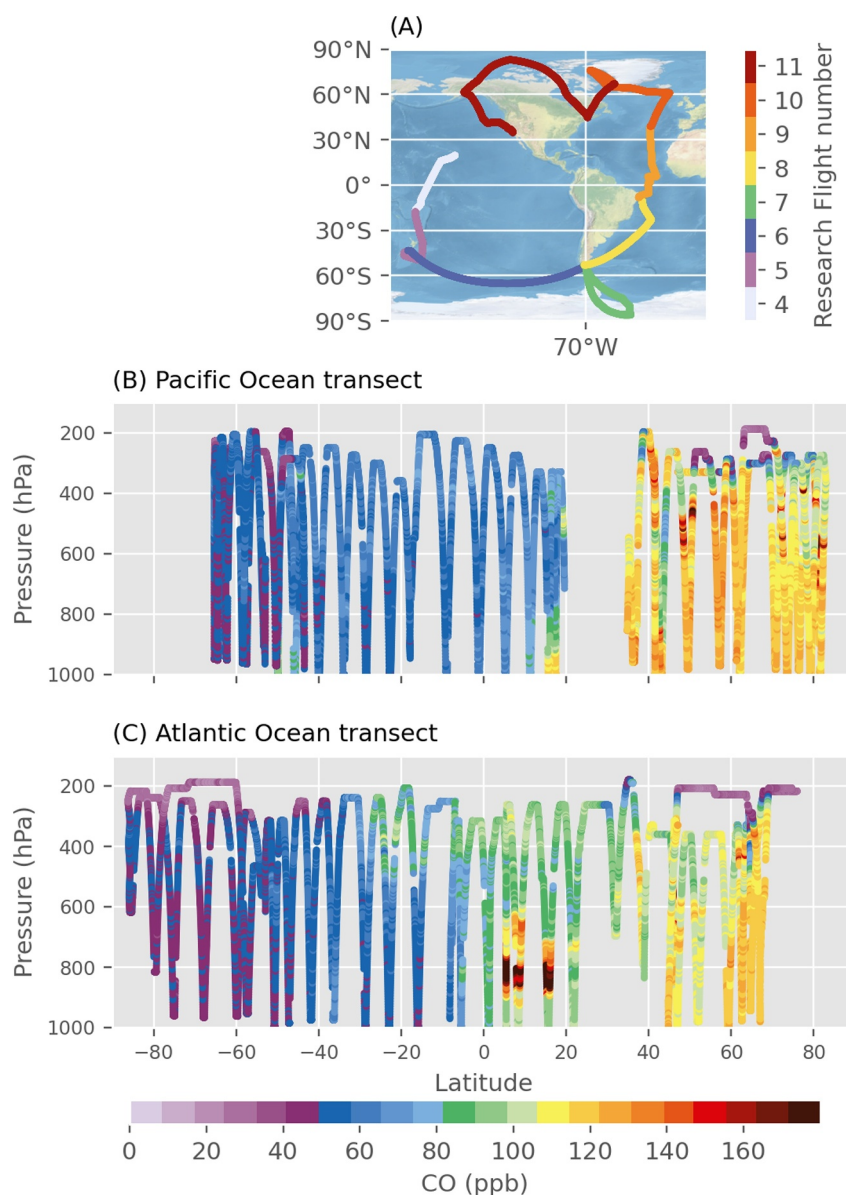 (A)
90°N
60°N
30°N
0°
30°S
60°S
90°S
70°W
11
10
9
8
7
6
5
4
Research Flight number
(B) Pacific Ocean transect
200
400
600
800
1000
Pressure (hPa)
(C) Atlantic Ocean transect
200
400
600
800
1000
Pressure (hPa)
−80 −60 −40 −20 0 20 40 60 80
Latitude
0 20 40 60 80 100 120 140 160
CO (ppb)